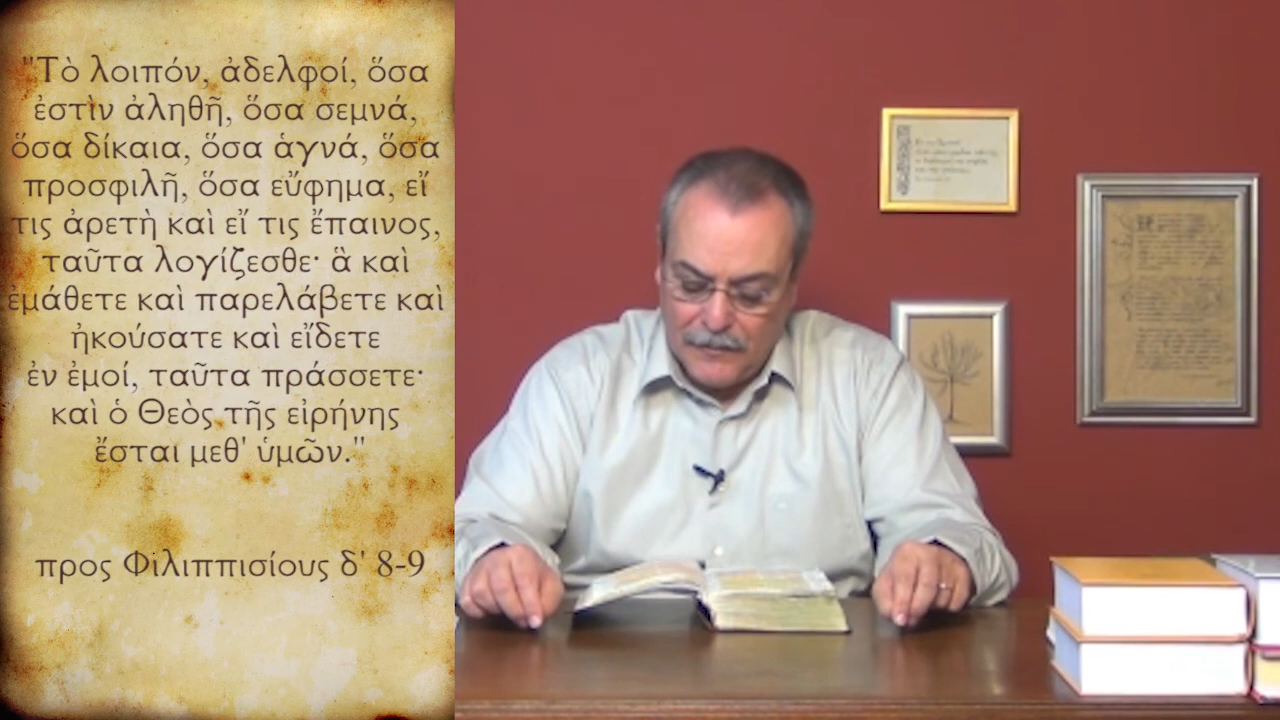 "Τὸ λοιπόν, ἀδελφοί, ὅσα
ἐστὶν ἀληθῆ, ὅσα σεμνά,
ὅσα δίκαια, ὅσα ἁγνά, ὅσα
προσφιλῆ, ὅσα εὔφημα, εἴ
τις ἀρετὴ καὶ εἴ τις ἔπαινος,
ταῦτα λογίζεσθε· ἃ καὶ
ἐμάθετε καὶ παρελάβετε καὶ
ἠκούσατε καὶ εἴδετε
ἐν ἐμοί, ταῦτα πράσσετε·
καὶ ὁ Θεὸς τῆς εἰρήνης
ἔσται μεθ' ὑμῶν."
προς Φιλιππισίους δ' 8-9